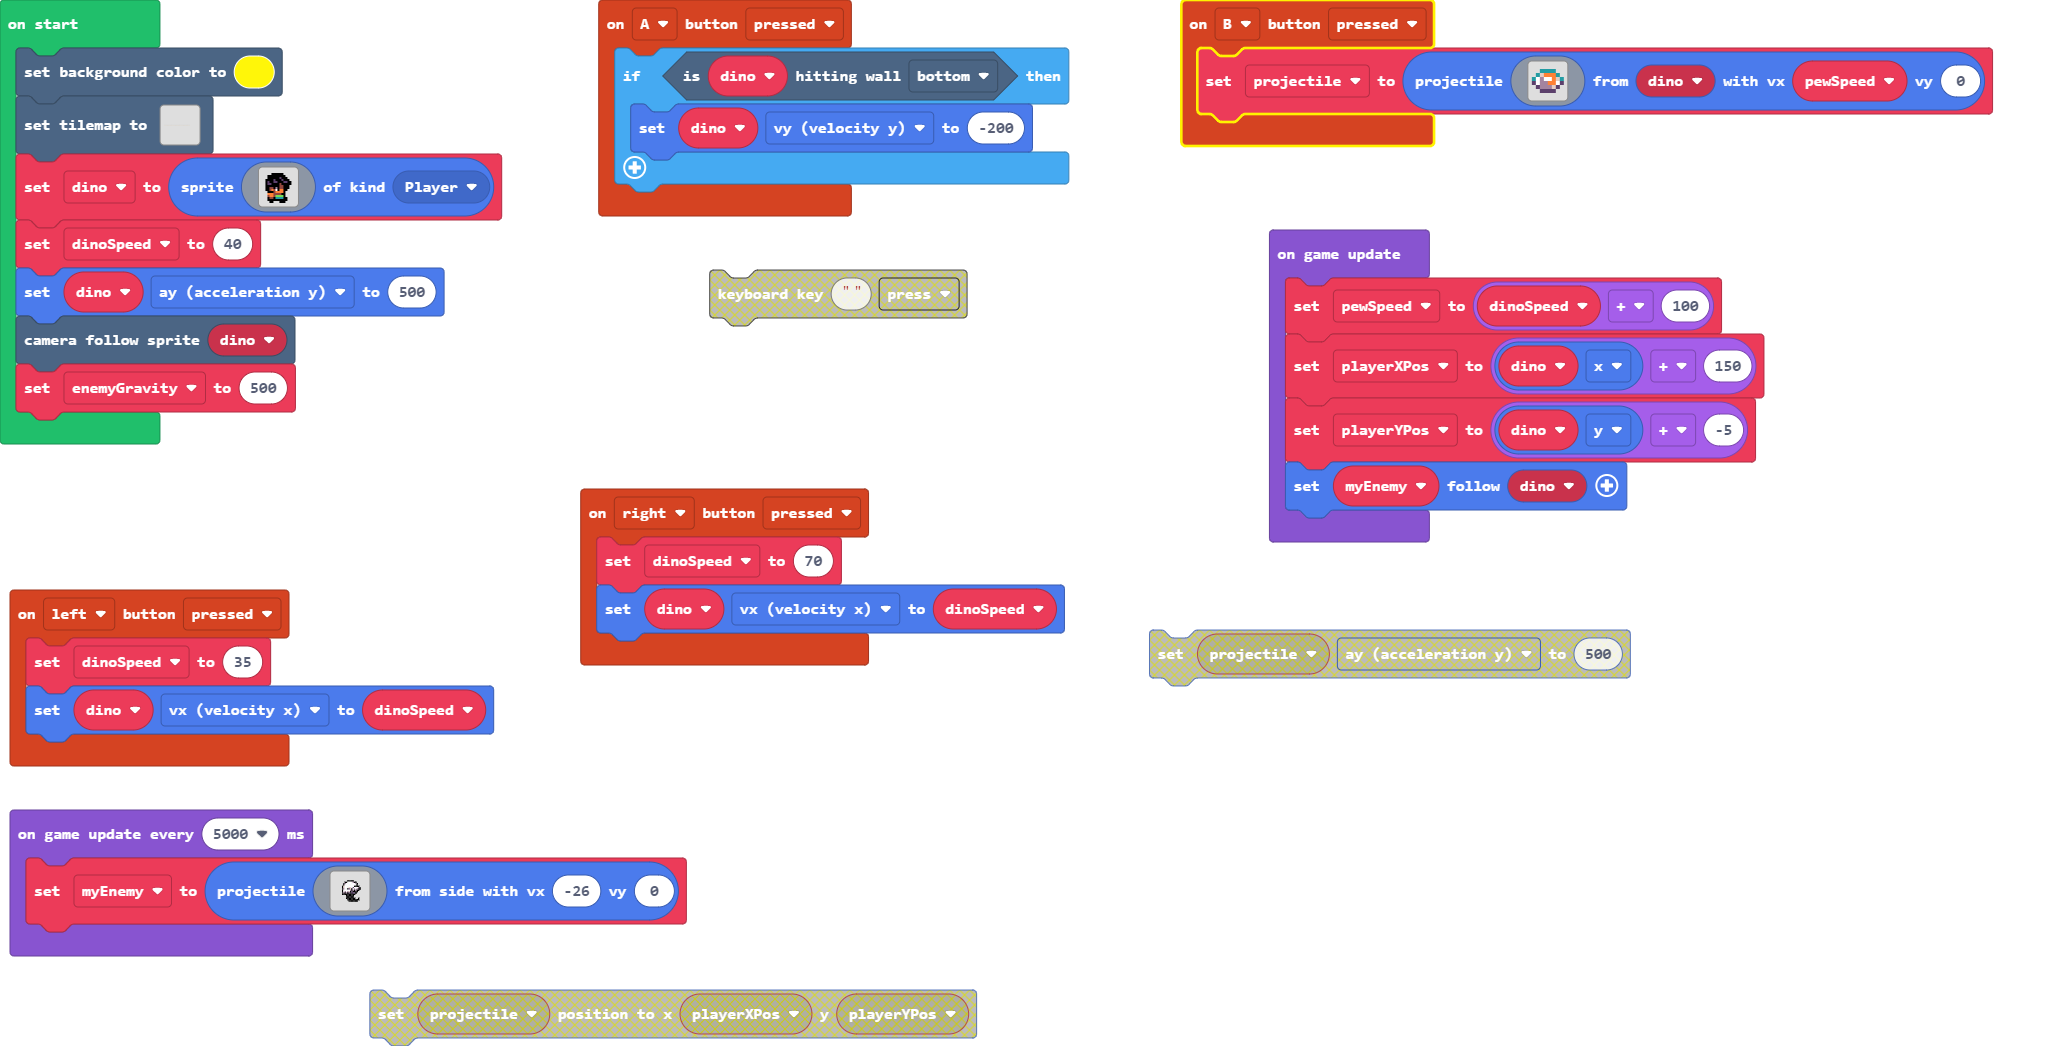 on start
set background color to
set tilemap to
set dino to sprite of kind Player
set dinoSpeed to 40
set dino ay (acceleration y) to 500
camera follow sprite dino
set enemyGravity to 500
on A button pressed
if is dino hitting wall bottom then
set dino vy (velocity y) to -200
keyboard key " " press
on B button pressed
set projectile to projectile from dino with vx pewSpeed vy 0
on game update
set pewSpeed to dinoSpeed + 100
set playerXPos to dino x + 150
set playerYPos to dino y + -5
set myEnemy follow dino
on right button pressed
set dinoSpeed to 70
set dino vx (velocity x) to dinoSpeed
on left button pressed
set dinoSpeed to 35
set dino vx (velocity x) to dinoSpeed
set projectile ay (acceleration y) to 500
on game update every 5000 ms
set myEnemy to projectile from side with vx -26 vy 0
set projectile position to x playerXPos y playerYPos